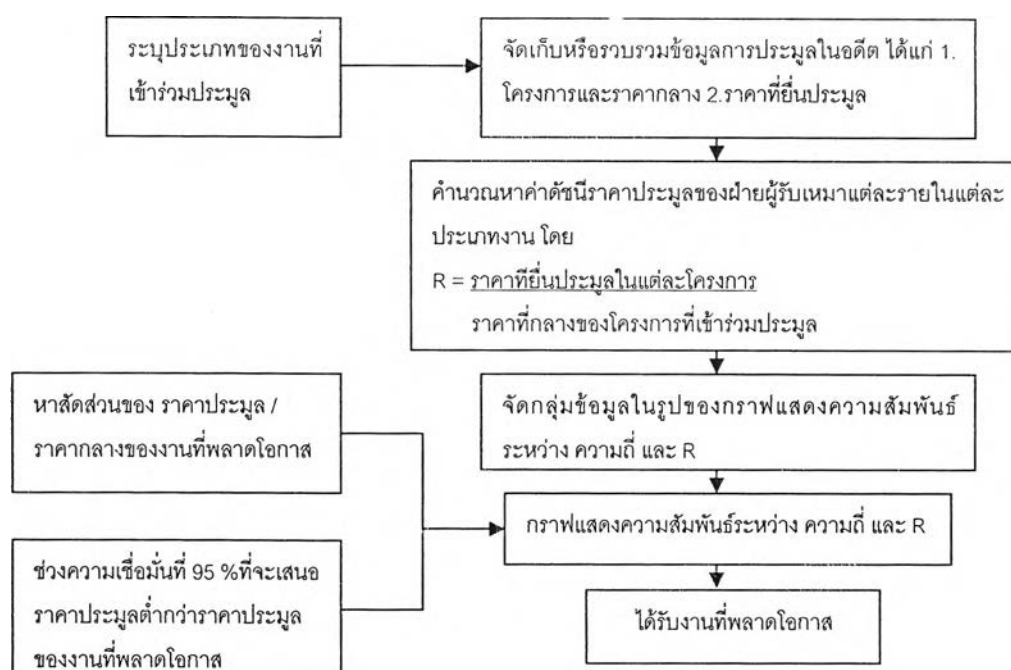 ระบุประเภทของงานที่
เข้าร่วมประมูล
จัดเก็บหรือรวบรวมข้อมูลการประมูลในอดีต ได้แก่ 1.
โครงการและราคากลาง 2.ราคาที่ยื่นประมูล
คำนวณหาค่าดัชนีราคาประมูลของฝ่ายผู้รับเหมาแต่ละรายในแต่ละ
ประเภทงาน โดย
R = ราคาทียื่นประมูลในแต่ละโครงการ
ราคาที่กลางของโครงการที่เข้าร่วมประมูล
หาสัดส่วนของ ราคาประมูล /
ราคากลางของงานที่พลาดโอกาส
จัดกลุ่มข้อมูลในรูปของกราฟแสดงความสัมพันธ์
ระหว่าง ความถี่ และ R
กราฟแสดงความสัมพันธ์ระหว่าง ความถี่ และ R
ช่วงความเชื่อมั่นที่ 95 %ที่จะเสนอ
ราคาประมูลต่ำกว่าราคาประมูล
ของงานที่พลาดโอกาส
ได้รับงานที่พลาดโอกาส